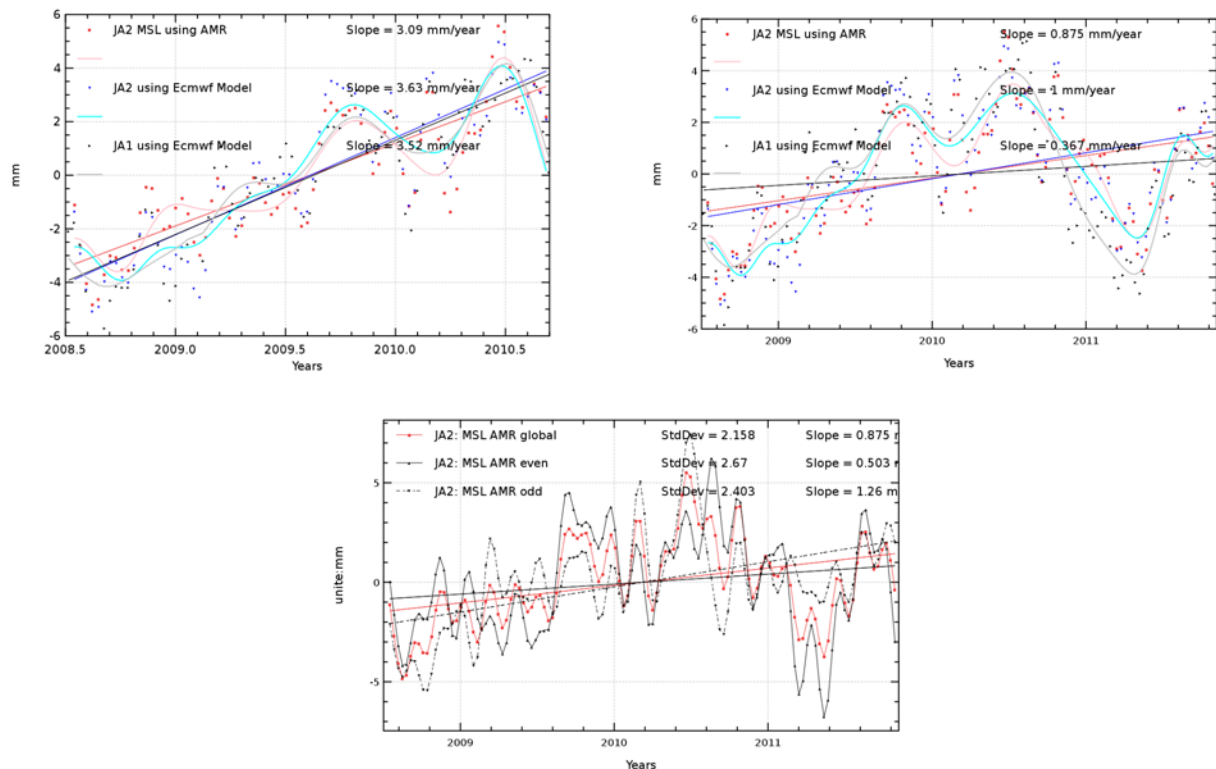 JA2 MSL using AMR Slope = 3.09 mm/year
JA2 using Ecmwf Model Slope = 3.63 mm/year
JA1 using Ecmwf Model Slope = 3.52 mm/year
mm
6
4
2
0
-2
-4
-6
2008.5 2009.0 2009.5 2010.0 2010.5
Years
JA2 MSL using AMR Slope = 0.875 mm/year
JA2 using Ecmwf Model Slope = 1 mm/year
JA1 using Ecmwf Model Slope = 0.367 mm/year
mm
6
4
2
0
-2
-4
-6
2009 2010 2011
Years
JA2: MSL AMR global StdDev = 2.158 Slope = 0.875
JA2: MSL AMR even StdDev = 2.67 Slope = 0.503
JA2: MSL AMR odd StdDev = 2.403 Slope = 1.26 m
unite:mm
5
0
-5
2009 2010 2011
Years